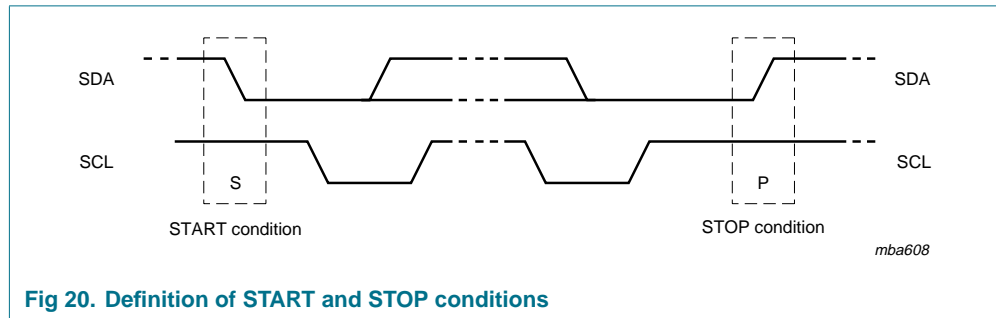 SDA
SDA
SCL
SCL
S
P
START condition
STOP condition
mba608
Fig 20. Definition of START and STOP conditions